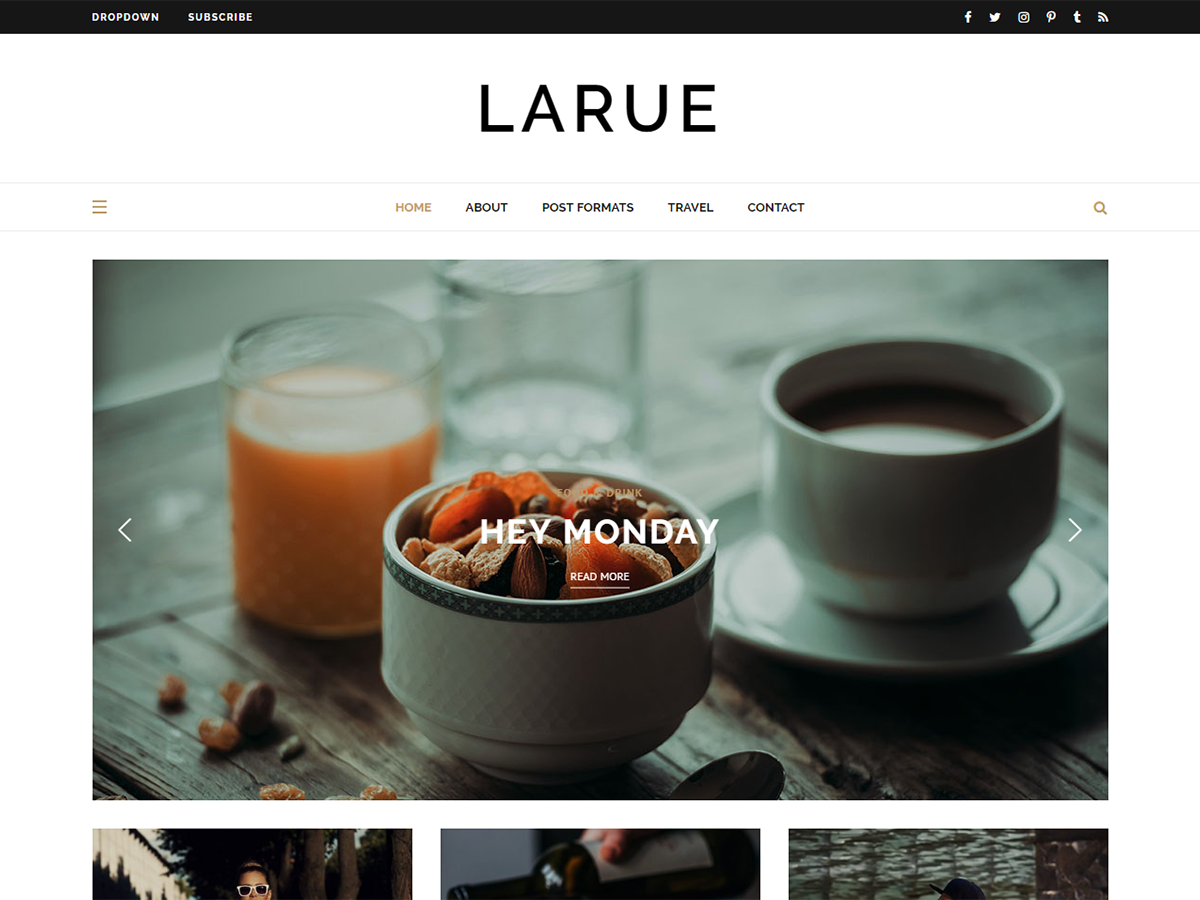 DROPDOWN SUBSCRIBE
LARUE
HOME ABOUT POST FORMATS TRAVEL CONTACT
FOOD & DRINK
HEY MONDAY
READ MORE